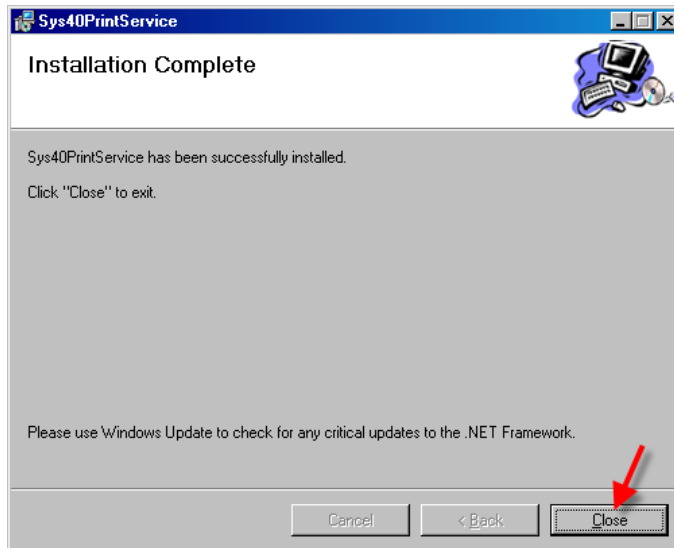 Sys40PrintService
Installation Complete
Sys40PrintService has been successfully installed.
Click "Close" to exit.
Please use Windows Update to check for any critical updates to the .NET Framework.
Cancel
< Back
Close